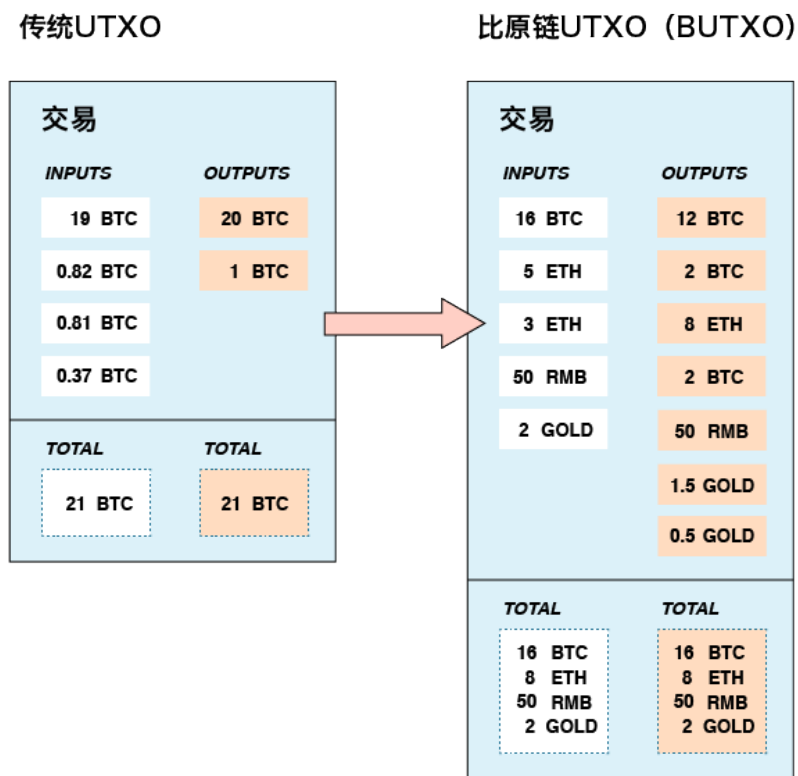 传统UTXO
交易
INPUTS OUTPUTS
19 BTC 20 BTC
0.82 BTC 1 BTC
0.81 BTC
0.37 BTC
TOTAL TOTAL
21 BTC 21 BTC
比原链UTXO（BUTXO）
交易
INPUTS OUTPUTS
16 BTC 12 BTC
5 ETH 2 BTC
3 ETH 8 ETH
50 RMB 2 BTC
2 GOLD 50 RMB
1.5 GOLD
0.5 GOLD
TOTAL TOTAL
16 BTC 16 BTC
8 ETH 8 ETH
50 RMB 50 RMB
2 GOLD 2 GOLD